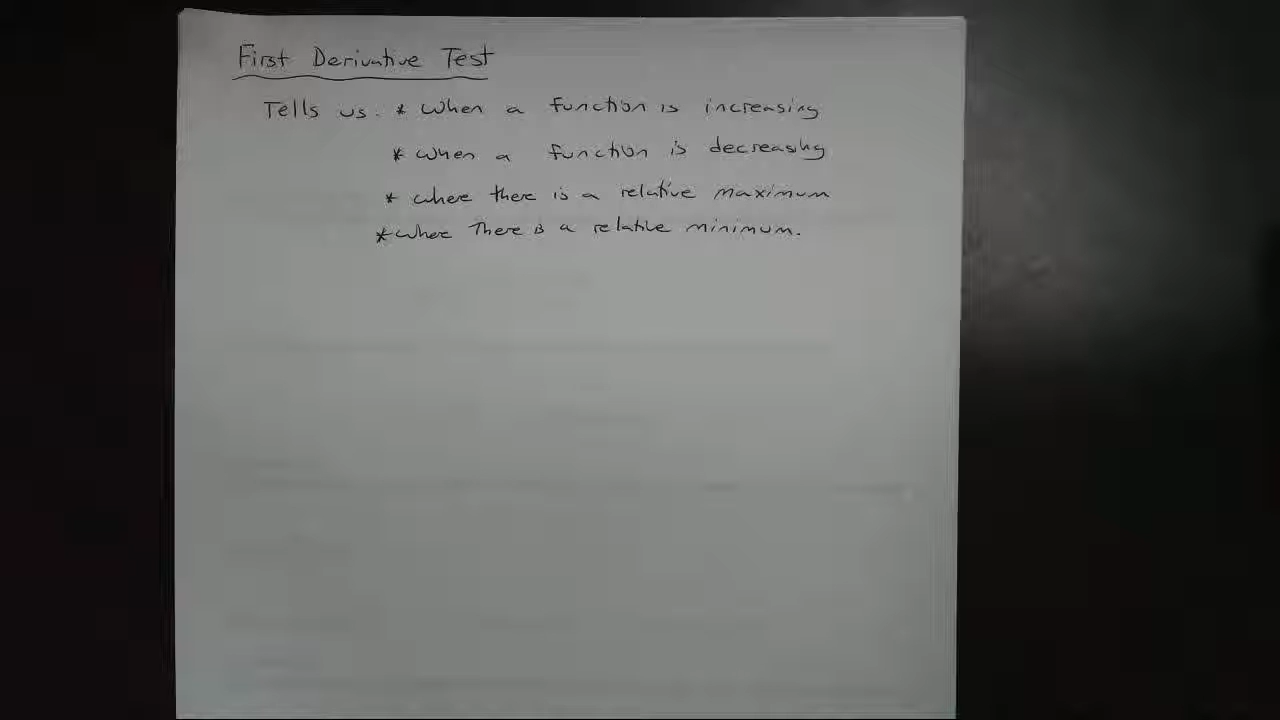 First Derivative Test
Tells us: * when a function is increasing
* when a function is decreasing
* where there is a relative maximum
* where there is a relative minimum.